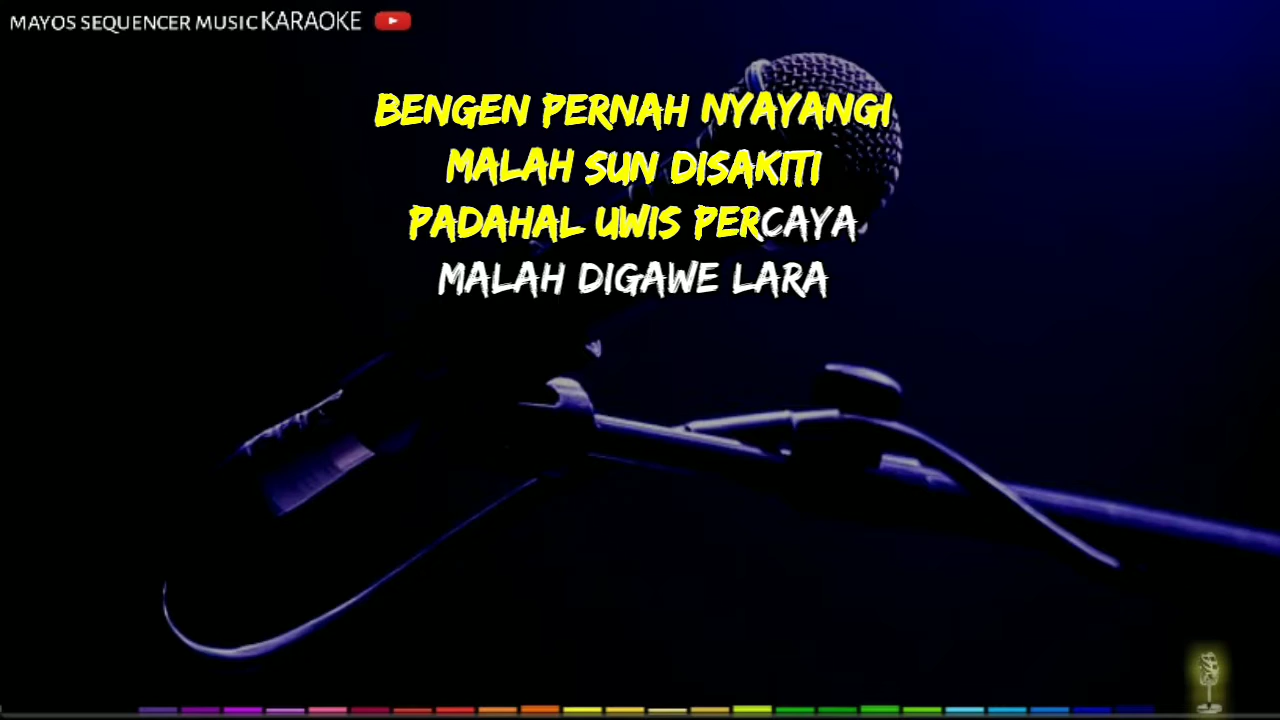 MAYOS SEQUENCER MUSIC KARAOKE
BENGEN PERNAH NYAYANGI
MALAH SUN DISAKITI
PADAHAL UWIS PERCAYA
MALAH DIGAWE LARA